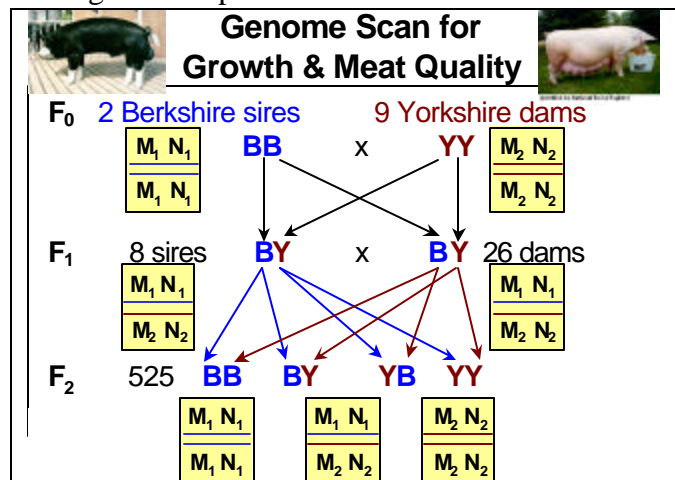 Genome Scan for
Growth & Meat Quality
F₀ 2 Berkshire sires 9 Yorkshire dams
M₁ N₁ BB x YY M₂ N₂
M₁ N₁ M₂ N₂
F₁ 8 sires BY x BY 26 dams
M₁ N₁ M₁ N₁
M₂ N₂ M₂ N₂
F₂ 525 BB BY YB YY
M₁ N₁ M₁ N₁ M₂ N₂
M₁ N₁ M₂ N₂ M₂ N₂